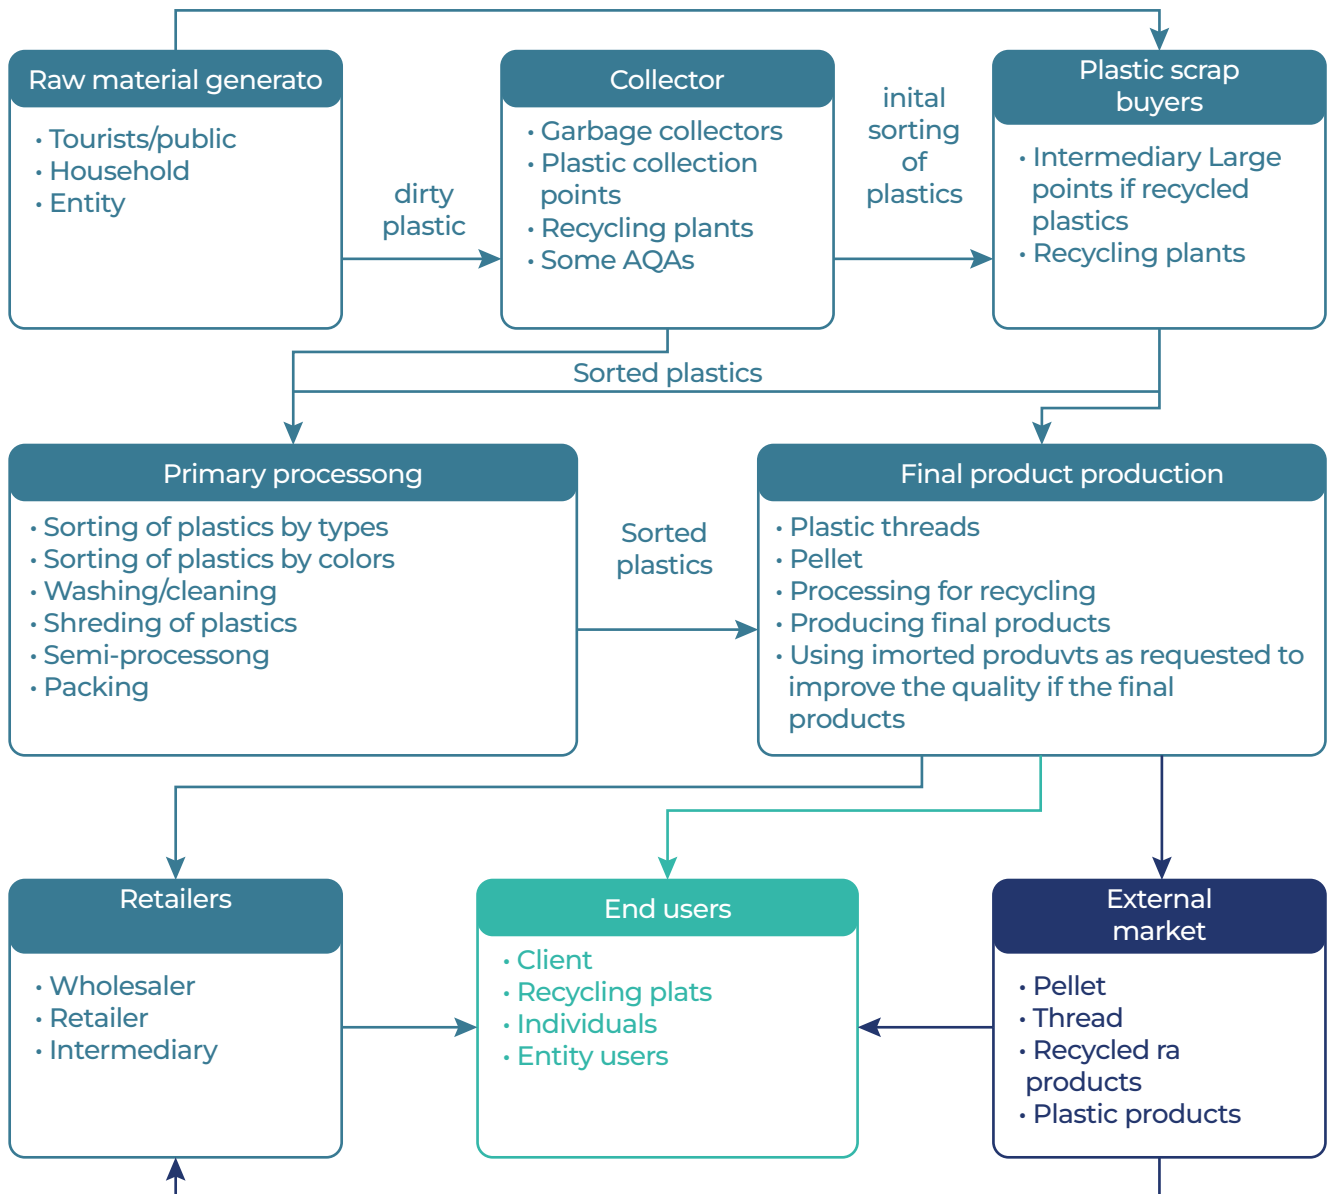 Raw material generato
• Tourists/public
• Household
• Entity
dirty
plastic
Collector
• Garbage collectors
• Plastic collection
points
• Recycling plants
• Some AQAs
inital
sorting
of
plastics
Plastic scrap
buyers
• Intermediary Large
points if recycled
plastics
• Recycling plants
Sorted plastics
Primary processong
• Sorting of plastics by types
• Sorting of plastics by colors
• Washing/cleaning
• Shreding of plastics
• Semi-processong
• Packing
Sorted
plastics
Final product production
• Plastic threads
• Pellet
• Processing for recycling
• Producing final products
• Using imorted produvts as requested to
improve the quality if the final
products
Retailers
• Wholesaler
• Retailer
• Intermediary
End users
• Client
• Recycling plats
• Individuals
• Entity users
External
market
• Pellet
• Thread
• Recycled ra
products
• Plastic products